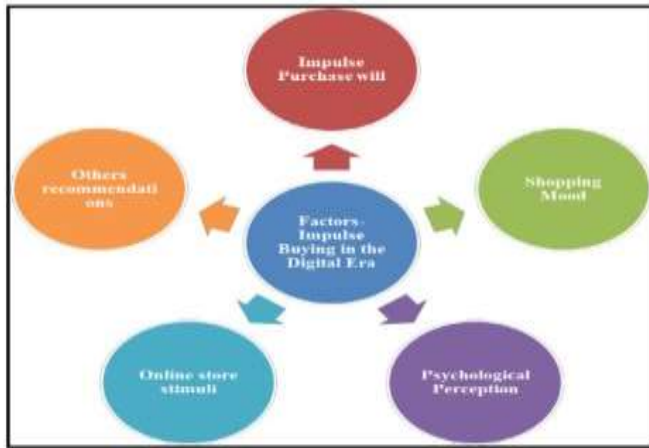 Impulse
Purchase will
Others
recommendati
ons
Shopping
Mood
Factors-
Impulse
Buying in the
Digital Era
Online store
stimuli
Psychological
Perception